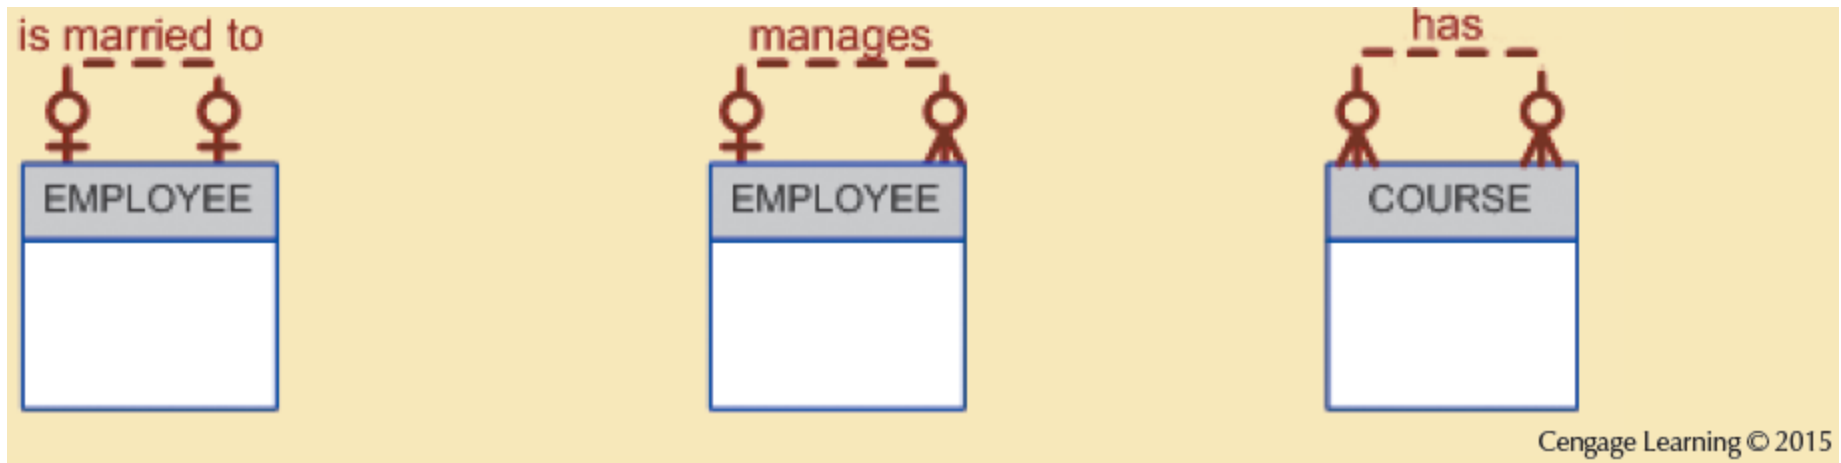 is married to
manages
has
EMPLOYEE
EMPLOYEE
COURSE
Cengage Learning © 2015